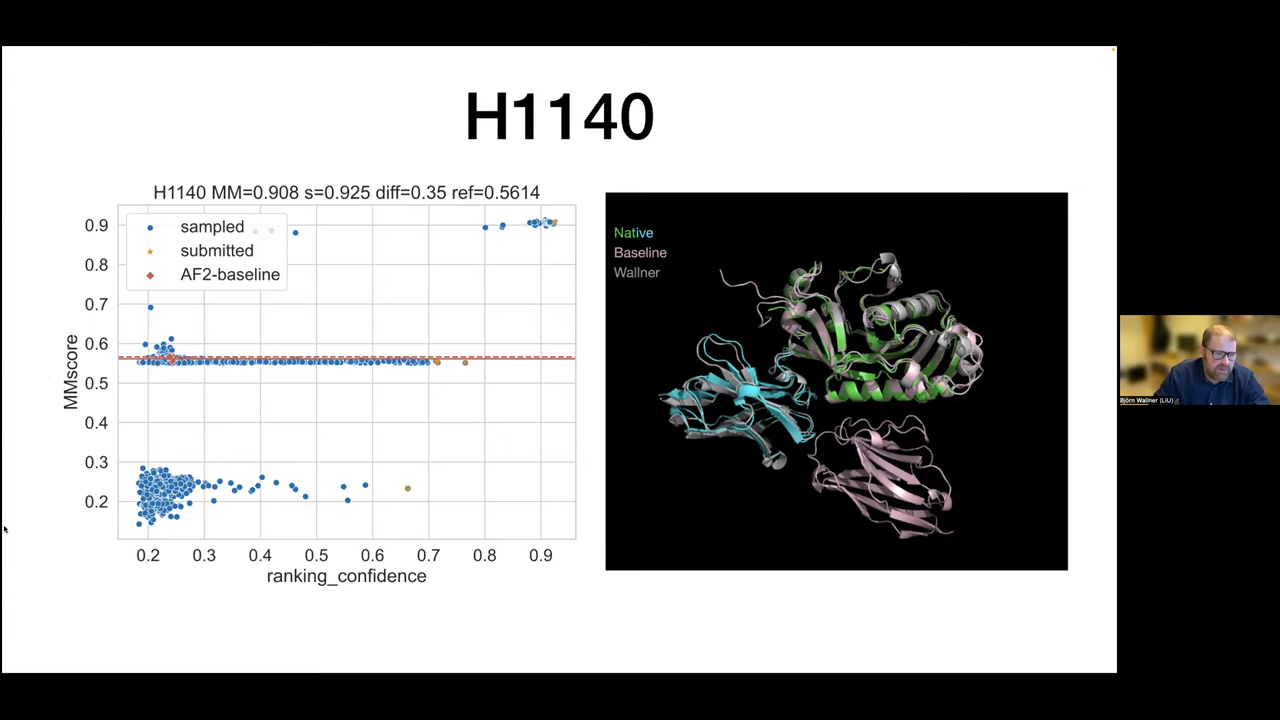 H1140
H1140 MM=0.908 s=0.925 diff=0.35 ref=0.5614
sampled
submitted
AF2-baseline
MMscore
0.9
0.8
0.7
0.6
0.5
0.4
0.3
0.2
0.2 0.3 0.4 0.5 0.6 0.7 0.8 0.9
ranking_confidence
Native
Baseline
Wallner
Björn Wallner (LiU)